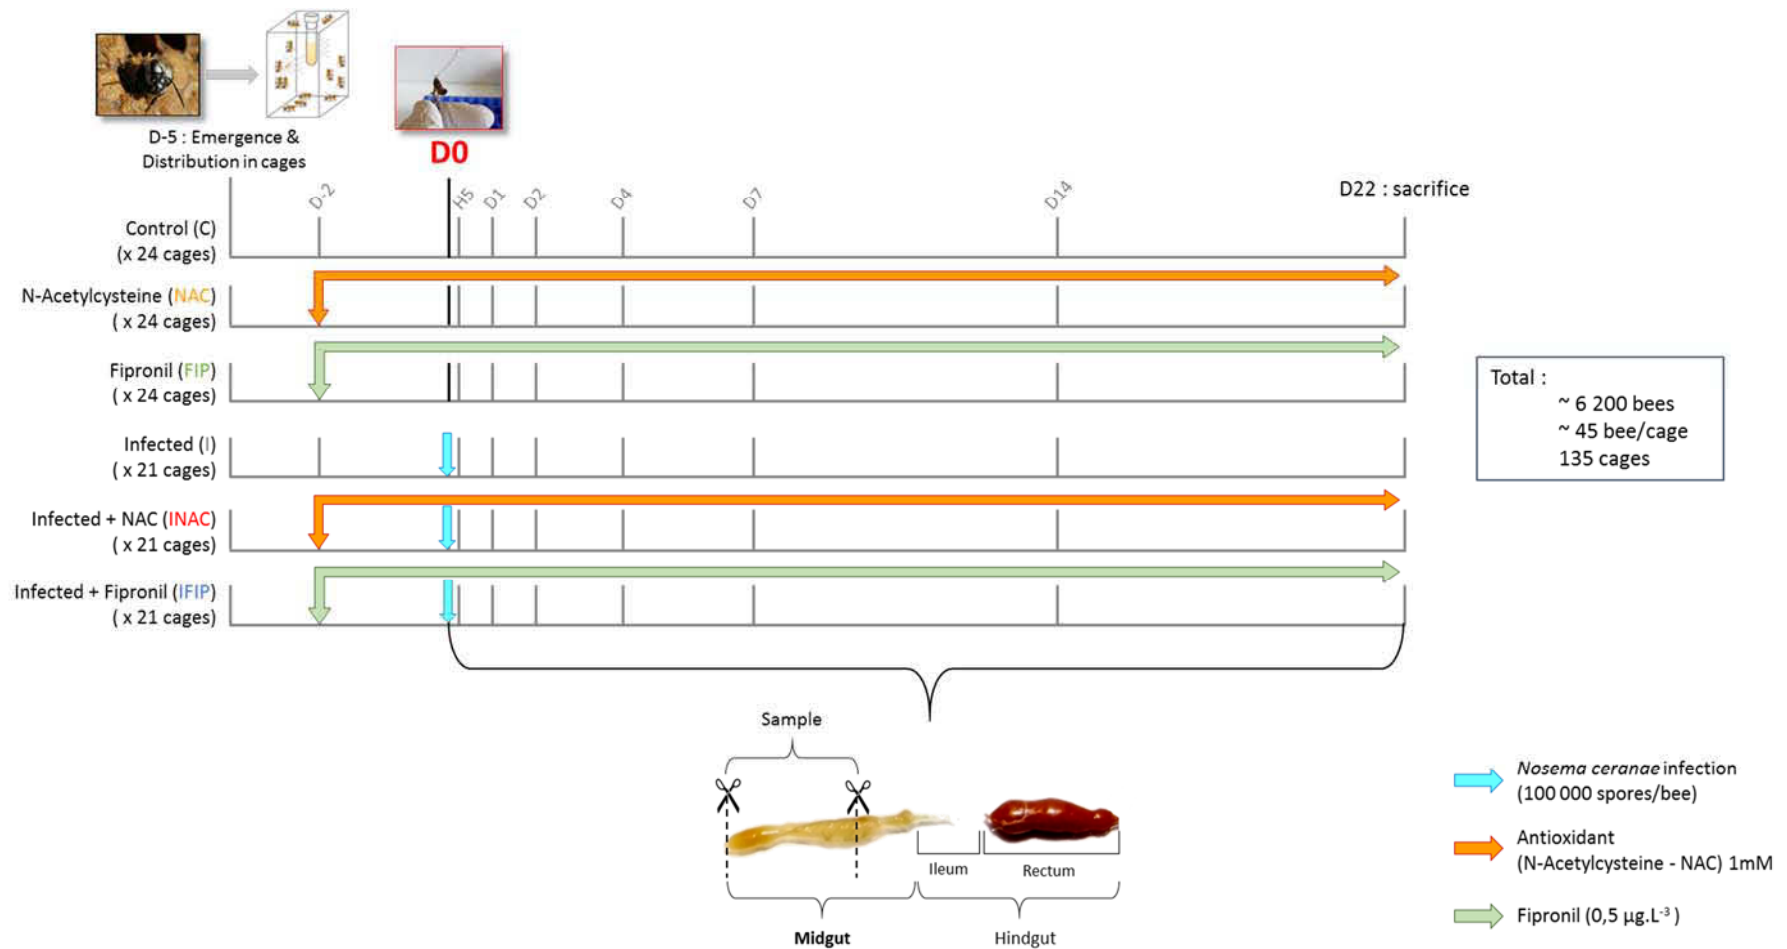 D-5 : Emergence &
Distribution in cages
D0
D-2
H5
D1
D2
D4
D7
D14
D22 : sacrifice
Control (C)
(x 24 cages)
N-Acetylcysteine (NAC)
( x 24 cages)
Fipronil (FIP)
( x 24 cages)
Infected (I)
( x 21 cages)
Infected + NAC (INAC)
( x 21 cages)
Infected + Fipronil (IFIP)
( x 21 cages)
Total :
~ 6 200 bees
~ 45 bee/cage
135 cages
Sample
Ileum
Rectum
Midgut
Hindgut
Nosema ceranae infection
(100 000 spores/bee)
Antioxidant
(N-Acetylcysteine - NAC) 1mM
Fipronil (0,5 µg.L⁻³ )